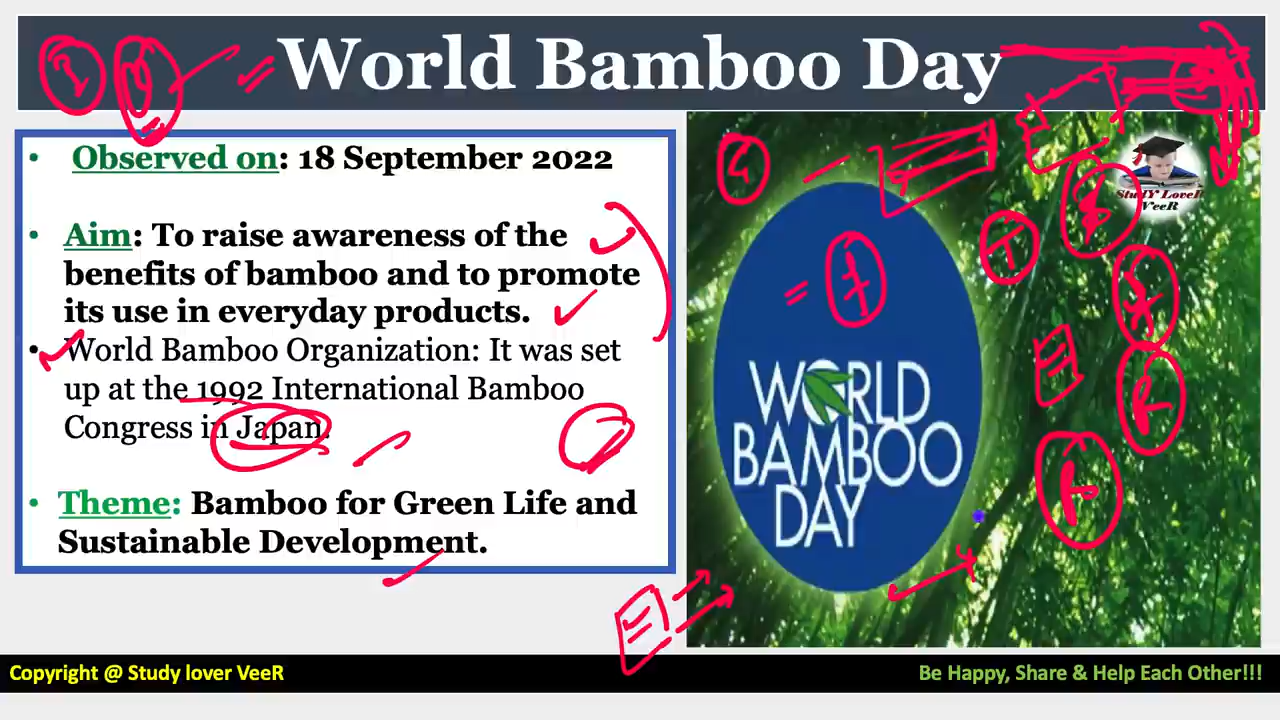 World Bamboo Day
Observed on: 18 September 2022
Aim: To raise awareness of the
benefits of bamboo and to promote
its use in everyday products.
World Bamboo Organization: It was set
up at the 1992 International Bamboo
Congress in Japan.
Theme: Bamboo for Green Life and
Sustainable Development.
StudY LoveR
VeeR
WORLD
BAMBOO
DAY
Copyright @ Study lover VeeR
Be Happy, Share & Help Each Other!!!